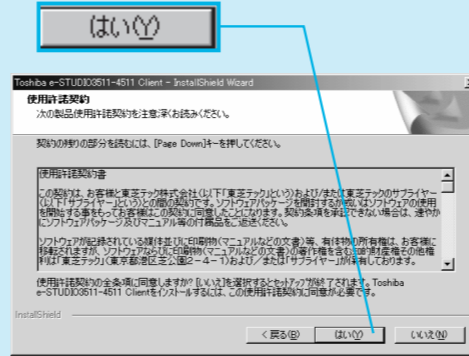 はい(Y)
Toshiba e-STUDIO3511-4511 Client - InstallShield Wizard
使用許諾契約
次の製品使用許諾契約を注意深くお読みください。
契約の残りの部分を読むには、[Page Down]キーを押してください。
使用許諾契約書
この契約は、お客様と東芝テック株式会社(以下「東芝テック」という)および/または東芝テックのサプライヤー
(以下「サプライヤー」という)との間の契約です。ソフトウェアパッケージを開封するか或いはソフトウェアの使用
を開始する事をもってお客様はこの契約に同意したことになります。契約条項を承認できない場合は、速やか
にソフトウェアパッケージ及びマニュアル等の付属品をご返送ください。
ソフトウェアが記録されている媒体並びに印刷物(マニュアルなどの文書)等、有体物の所有権は、お客様に
移転されますが、ソフトウェアならびに印刷物(マニュアルなどの文書)の著作権を含む知的財産権その他権
利は「東芝テック」(東京都港区芝公園2-4-1)および/または「サプライヤー」が保有しております。
使用許諾契約の全条項に同意しますか? [いいえ]を選択するとセットアップが終了されます。Toshiba
e-STUDIO3511-4511 Clientをインストールするには、この使用許諾契約に同意が必要です。
InstallShield
< 戻る(B)
はい(Y)
いいえ(N)